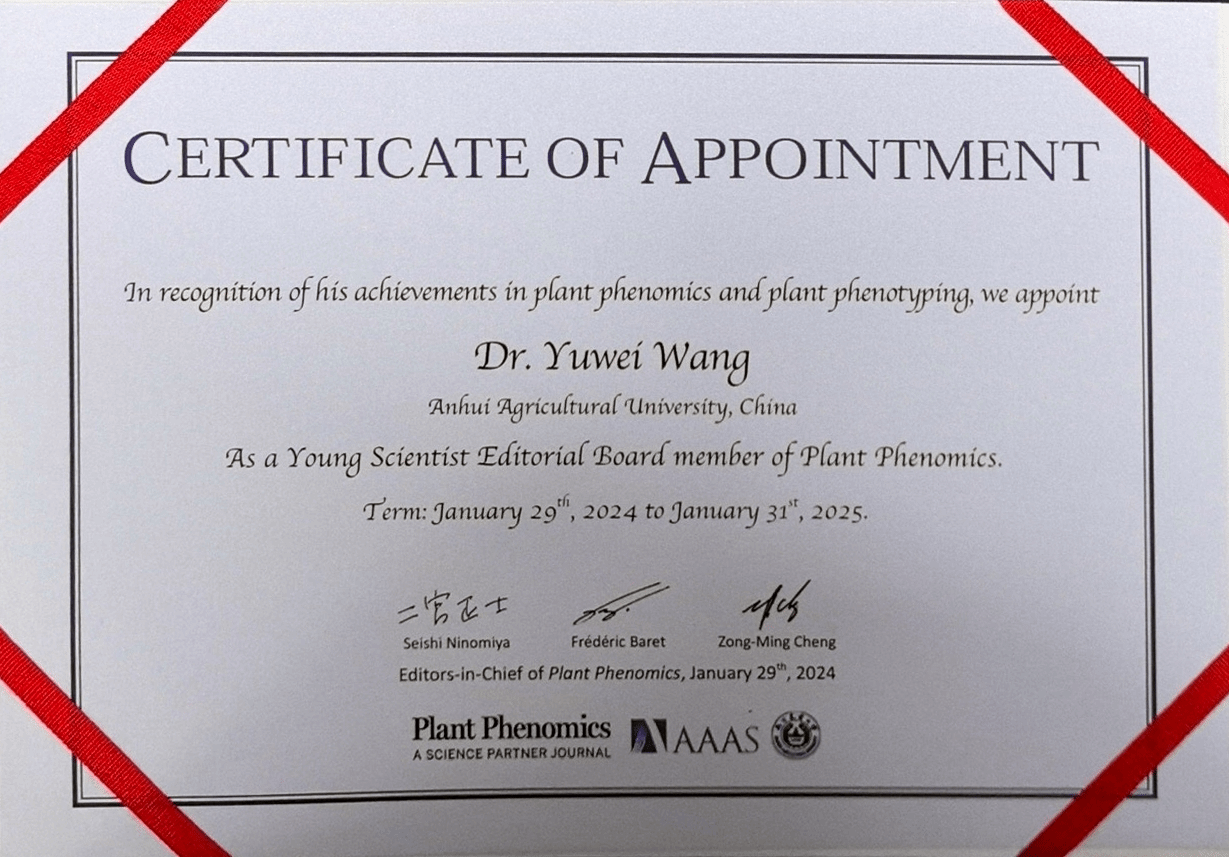 CERTIFICATE OF APPOINTMENT
In recognition of his achievements in plant phenomics and plant phenotyping, we appoint
Dr. Yuwei Wang
Anhui Agricultural University, China
As a Young Scientist Editorial Board member of Plant Phenomics.
Term: January 29th, 2024 to January 31st, 2025.
二宮正士
Seishi Ninomiya Frédéric Baret Zong-Ming Cheng
Editors-in-Chief of Plant Phenomics, January 29th, 2024
Plant Phenomics
A SCIENCE PARTNER JOURNAL
AAAS